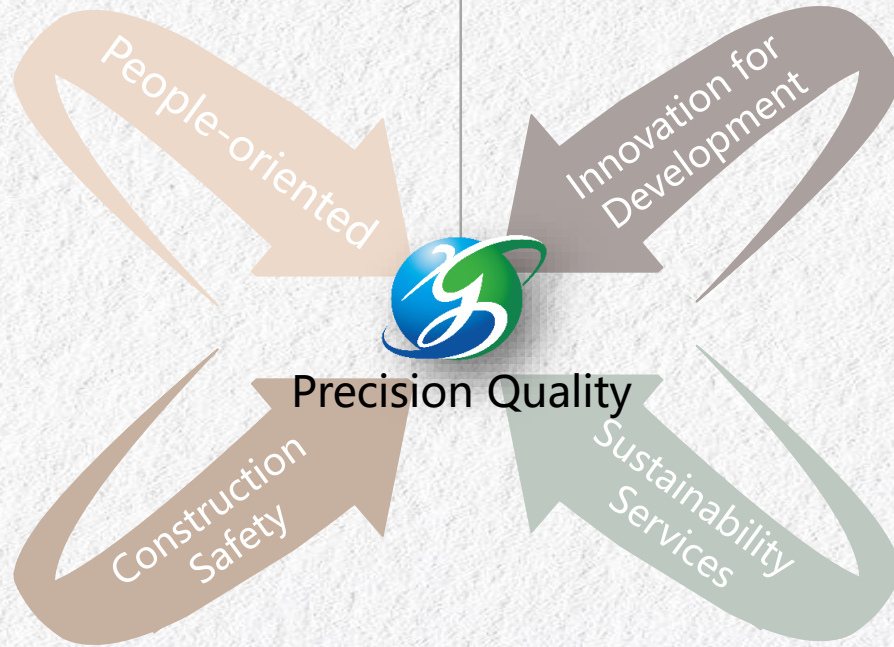 People-oriented
Innovation for
Development
Precision Quality
Construction
Safety
Sustainability
Services